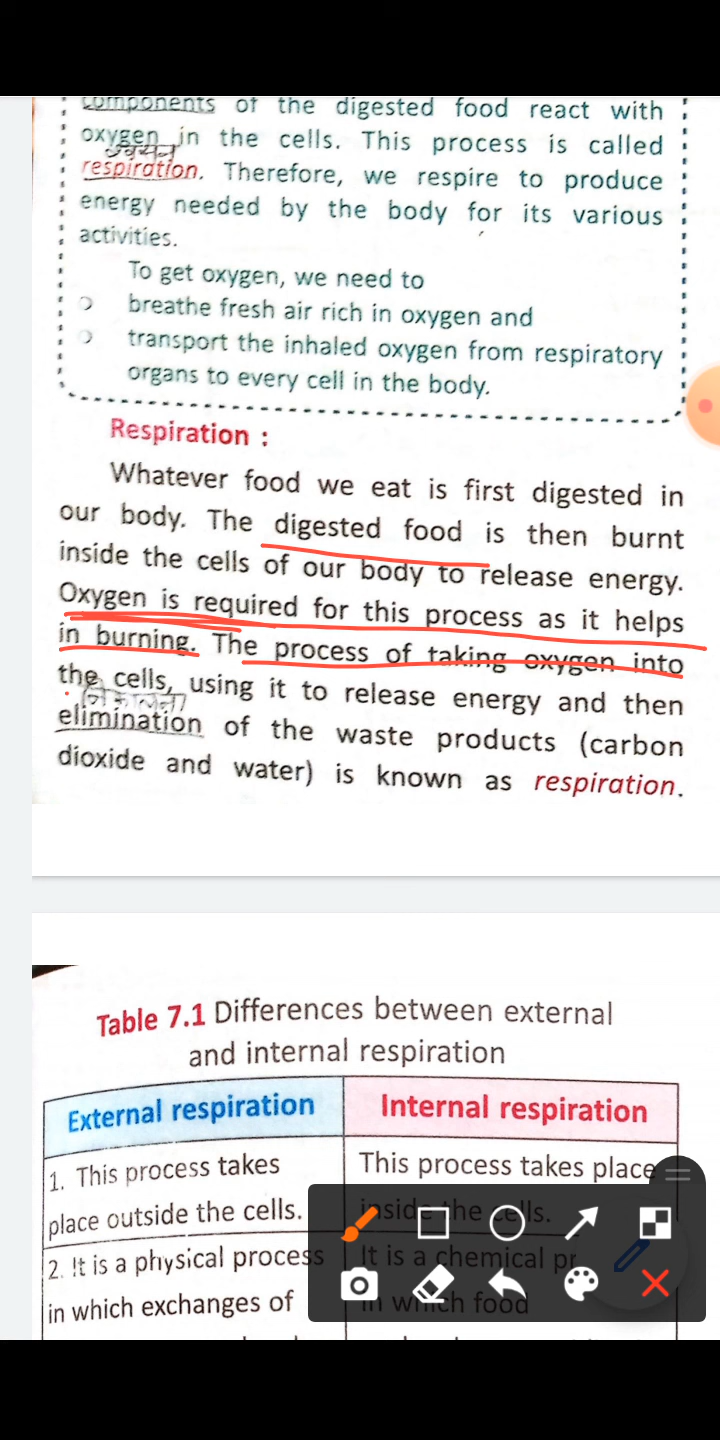 components of the digested food react with
oxygen in the cells. This process is called
respiration. Therefore, we respire to produce
energy needed by the body for its various
activities.
To get oxygen, we need to
breathe fresh air rich in oxygen and
transport the inhaled oxygen from respiratory
organs to every cell in the body.
Respiration :
Whatever food we eat is first digested in
our body. The digested food is then burnt
inside the cells of our body to release energy.
Oxygen is required for this process as it helps
in burning. The process of taking oxygen into
the cells, using it to release energy and then
निकालना
elimination of the waste products (carbon
dioxide and water) is known as respiration.
Table 7.1 Differences between external
and internal respiration
External respiration
Internal respiration
1. This process takes
place outside the cells.
This process takes place
inside the cells.
2. It is a physical process
in which exchanges of
It is a chemical pr
in which food